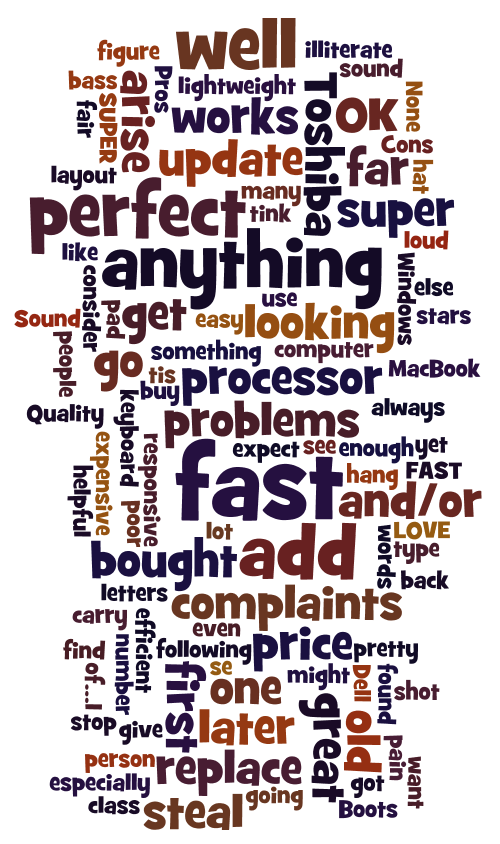 well
figure
illiterate
sound
bass
Pros
lightweight
arise
SUPER
fair
works
Toshiba
OK
None
Cons
update
far
hat
layout
many
perfect
tink
super
loud
like
anything
windows
else
consider
use
stars
Sound
pad
get
easy
looking
people
go
something
computer
tis
buy
processor
MacBook
Quality
keyboard
problems
always
expensive
responsive
expect
see
enough
yet
helpful
poor
fast
hang
FAST
and/or
lot
bought
add
words
LOVE
type
back
letters
complaints
carry
efficient
even
find
number
following
price
pretty
of...I
first
se
one
might
Dell
found
shot
stop
give
later
great
old
pain
person
replace
want
especially
got
class
steal
going
Boots